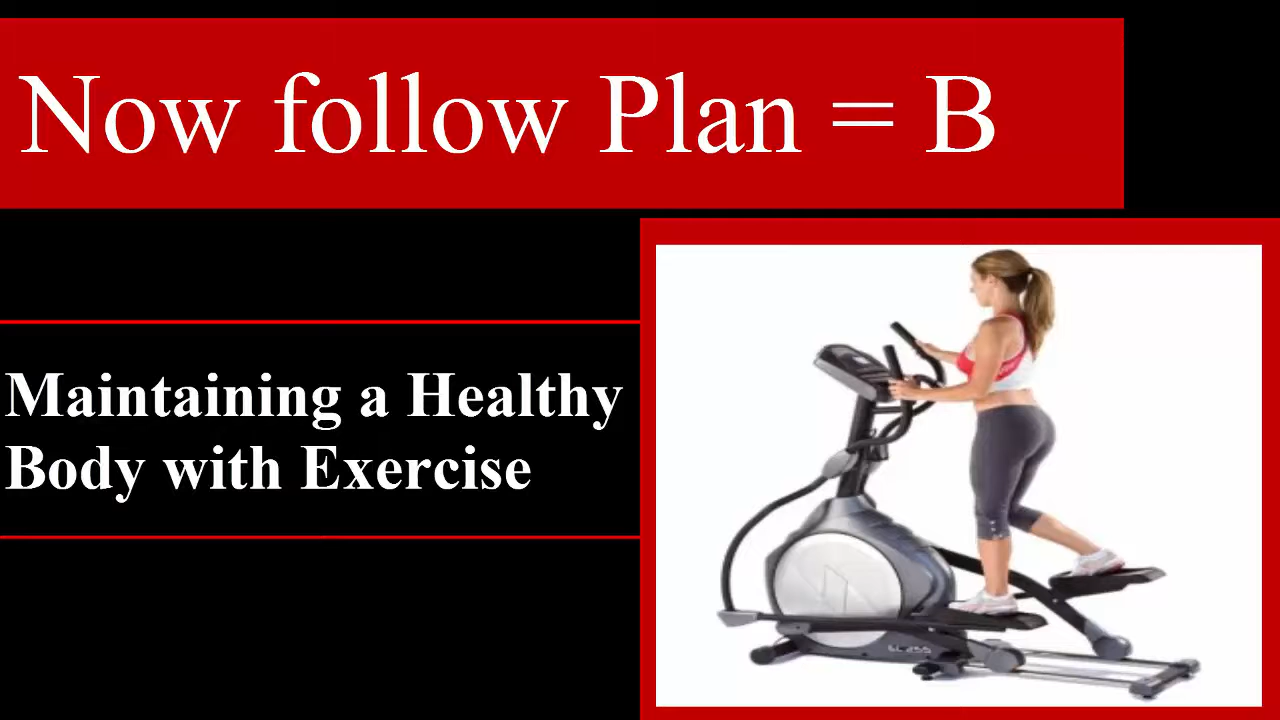 Now follow Plan = B
Maintaining a Healthy
Body with Exercise